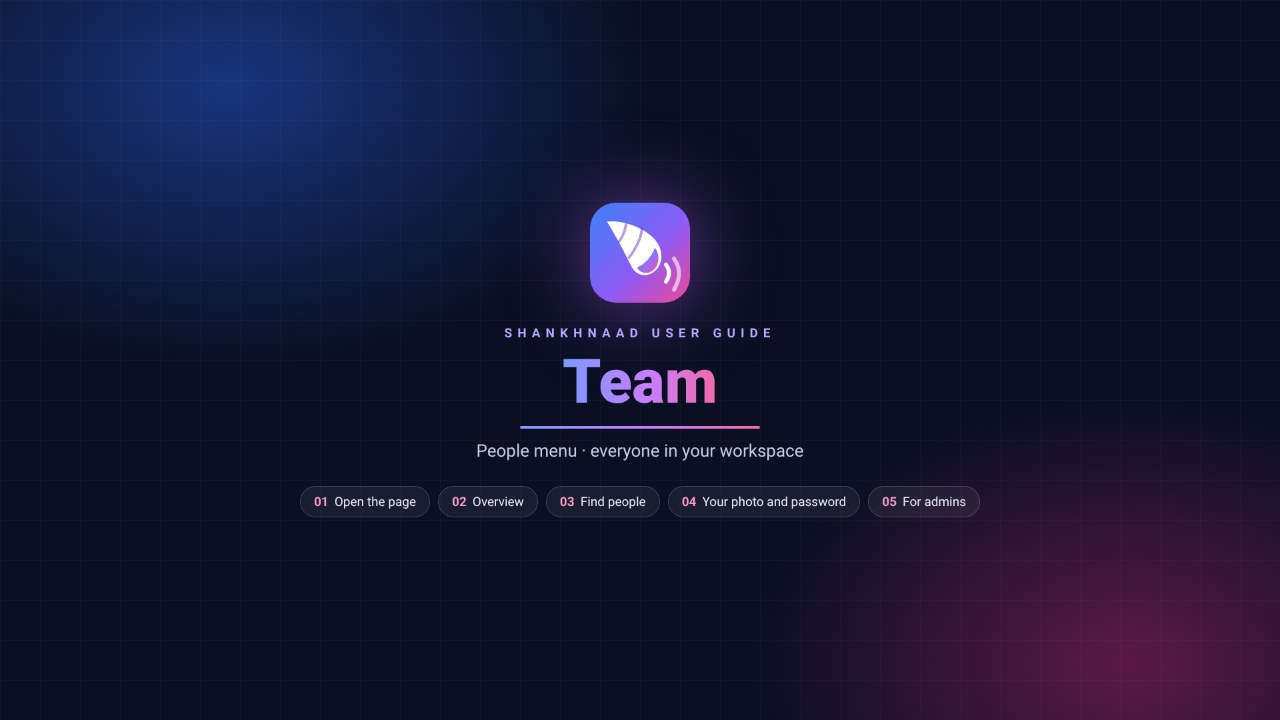 SHANKHNAAD USER GUIDE
Team
People menu · everyone in your workspace
01 Open the page 02 Overview 03 Find people 04 Your photo and password 05 For admins